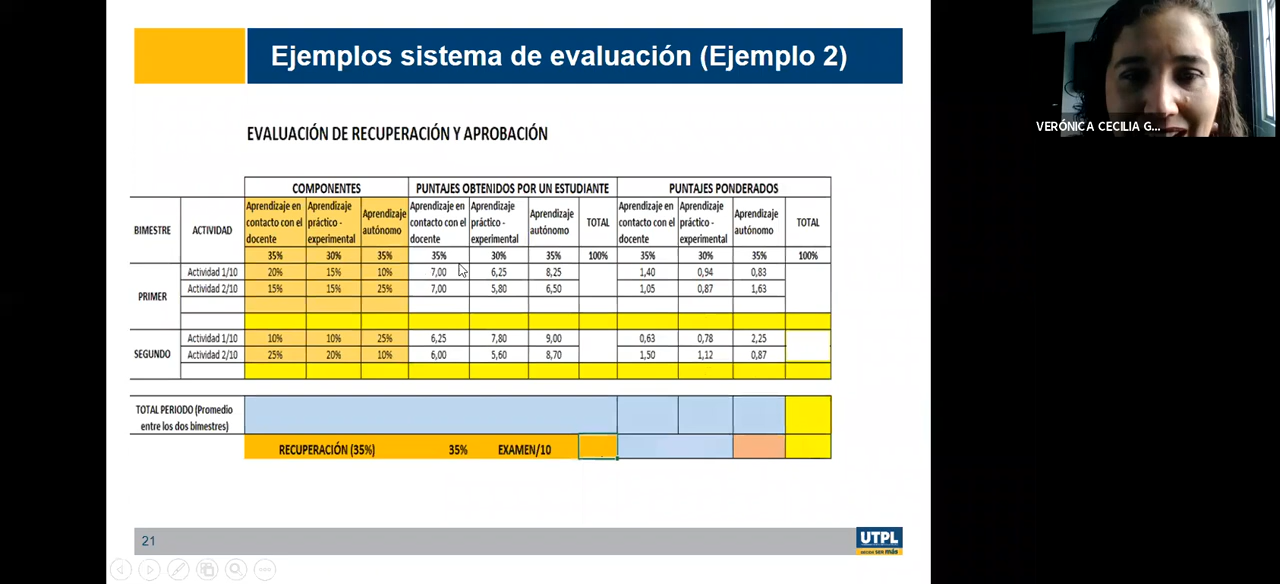 Ejemplos sistema de evaluación (Ejemplo 2)
VERÓNICA CECILIA G...
EVALUACIÓN DE RECUPERACIÓN Y APROBACIÓN
COMPONENTES PUNTAJES OBTENIDOS POR UN ESTUDIANTE PUNTAJES PONDERADOS
BIMESTRE ACTIVIDAD Aprendizaje en contacto con el docente Aprendizaje práctico - experimental Aprendizaje autónomo Aprendizaje en contacto con el docente Aprendizaje práctico - experimental Aprendizaje autónomo TOTAL Aprendizaje en contacto con el docente Aprendizaje práctico - experimental Aprendizaje autónomo TOTAL
35% 30% 35% 35% 30% 35% 100% 35% 30% 35% 100%
PRIMER
Actividad 1/10 20% 15% 10% 7,00 6,25 8,25 1,40 0,94 0,83
Actividad 2/10 15% 15% 25% 7,00 5,80 6,50 1,05 0,87 1,63
SEGUNDO
Actividad 1/10 10% 10% 25% 6,25 7,80 9,00 0,63 0,78 2,25
Actividad 2/10 25% 20% 10% 6,00 5,60 8,70 1,50 1,12 0,87
TOTAL PERIODO (Promedio
entre los dos bimestres)
RECUPERACIÓN (35%) 35% EXAMEN/10
21
UTPL